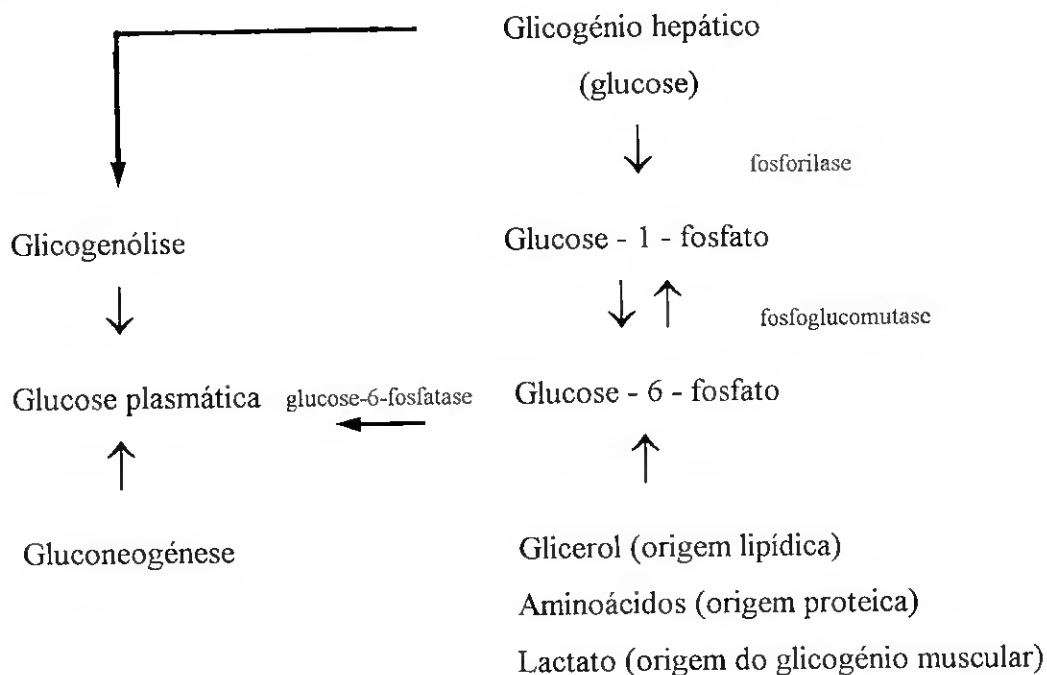 Glicogénio hepático
(glucose)
fosforilase
Glicogenólise
Glucose - 1 - fosfato
fosfoglucomutase
Glucose plasmática
glucose-6-fosfatase
Glucose - 6 - fosfato
Gluconeogénese
Glicerol (origem lipídica)
Aminoácidos (origem proteica)
Lactato (origem do glicogénio muscular)